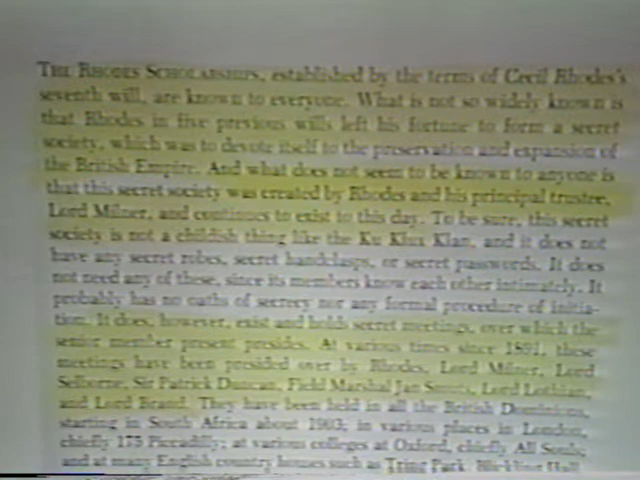 THE RHODES SCHOLARSHIPS, established by the terms of Cecil Rhodes's
seventh will, are known to everyone. What is not so widely known is
that Rhodes in five previous wills left his fortune to form a secret
society, which was to devote itself to the preservation and expansion of
the British Empire. And what does not seem to be known to anyone is
that this secret society was created by Rhodes and his principal trustee,
Lord Milner, and continues to exist to this day. To be sure, this secret
society is not a childish thing like the Ku Klux Klan, and it does not
have any secret robes, secret handclasps, or secret passwords. It does
not need any of these, since its members know each other intimately. It
probably has no oaths of secrecy nor any formal procedure of initia-
tion. It does, however, exist and holds secret meetings, over which the
senior member present presides. At various times since 1891, these
meetings have been presided over by Rhodes, Lord Milner, Lord
Selborne, Sir Patrick Duncan, Field Marshal Jan Smuts, Lord Lothian,
and Lord Brand. They have been held in all the British Dominions,
starting in South Africa about 1903; in various places in London,
chiefly 175 Piccadilly; at various colleges at Oxford, chiefly All Souls;
and at many English country houses such as Tring Park, Blickling Hall,